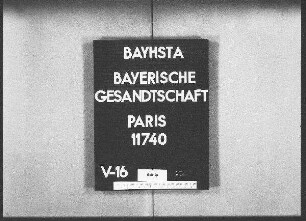 BAYHSTA
BAYERISCHE
GESANDTSCHAFT
PARIS
11740
V-16